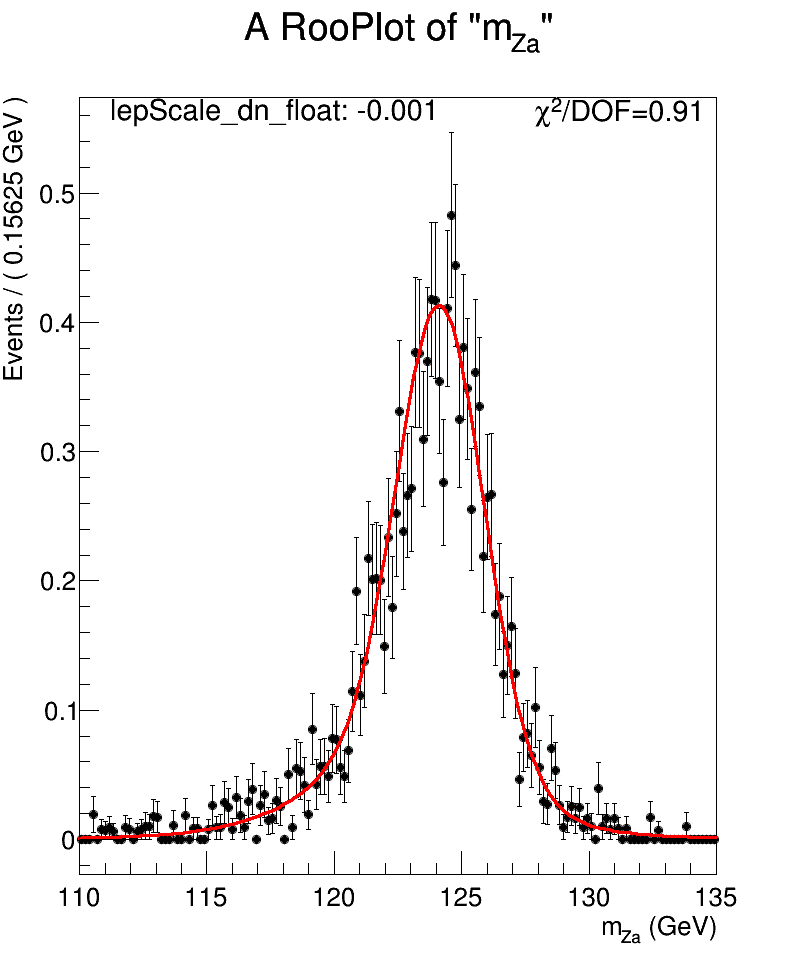 A RooPlot of "m_Za"
lepScale_dn_float: -0.001
χ²/DOF=0.91
Events / ( 0.15625 GeV )
0.5
0.4
0.3
0.2
0.1
0
110 115 120 125 130 135
m_Za (GeV)